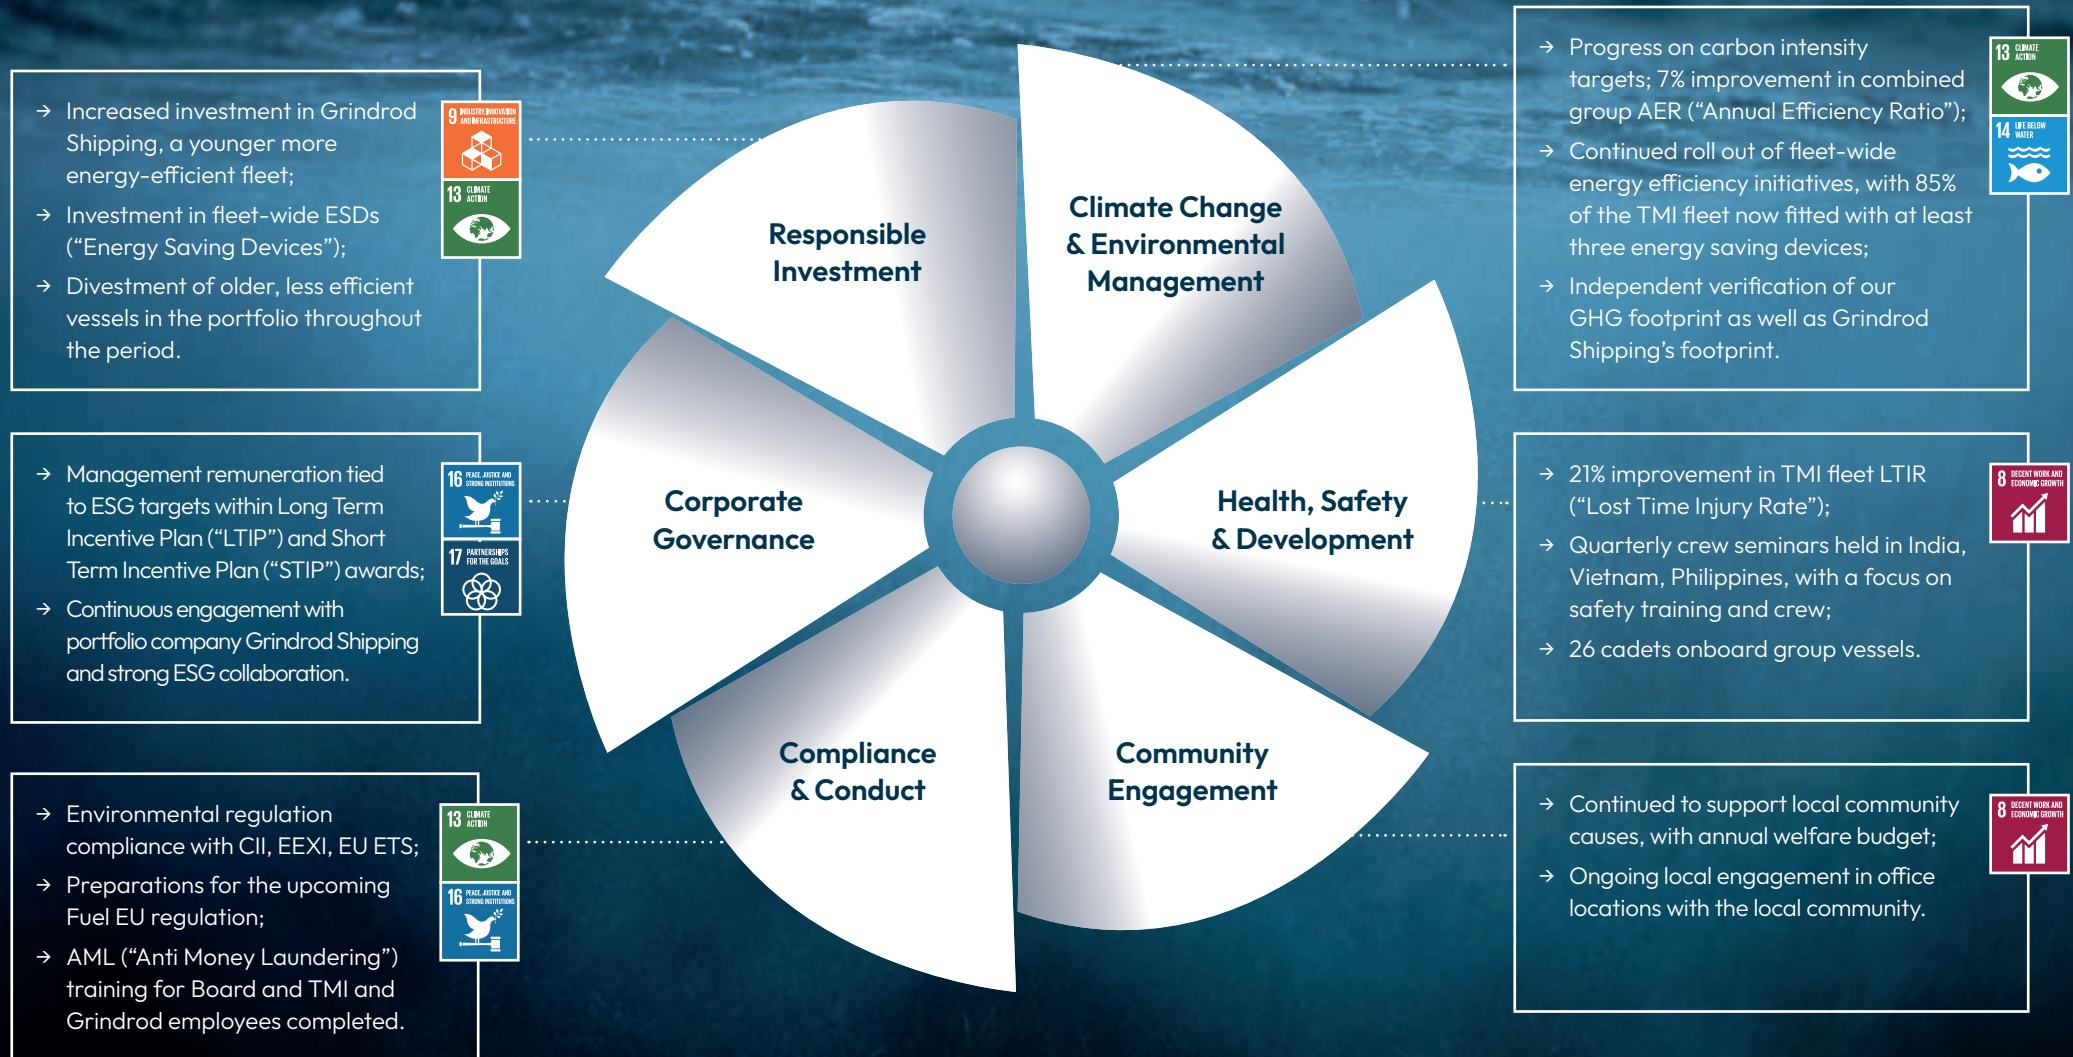 → Increased investment in Grindrod
Shipping, a younger more
energy-efficient fleet;
→ Investment in fleet-wide ESDs
(“Energy Saving Devices”);
→ Divestment of older, less efficient
vessels in the portfolio throughout
the period.
9 INDUSTRY, INNOVATION
AND INFRASTRUCTURE
13 CLIMATE
ACTION
→ Management remuneration tied
to ESG targets within Long Term
Incentive Plan (“LTIP”) and Short
Term Incentive Plan (“STIP”) awards;
→ Continuous engagement with
portfolio company Grindrod Shipping
and strong ESG collaboration.
16 PEACE, JUSTICE AND
STRONG INSTITUTIONS
17 PARTNERSHIPS
FOR THE GOALS
→ Environmental regulation
compliance with CII, EEXI, EU ETS;
→ Preparations for the upcoming
Fuel EU regulation;
→ AML (“Anti Money Laundering”)
training for Board and TMI and
Grindrod employees completed.
13 CLIMATE
ACTION
16 PEACE, JUSTICE AND
STRONG INSTITUTIONS
Responsible
Investment
Climate Change
& Environmental
Management
Corporate
Governance
Health, Safety
& Development
Compliance
& Conduct
Community
Engagement
→ Progress on carbon intensity
targets; 7% improvement in combined
group AER (“Annual Efficiency Ratio”);
→ Continued roll out of fleet-wide
energy efficiency initiatives, with 85%
of the TMI fleet now fitted with at least
three energy saving devices;
→ Independent verification of our
GHG footprint as well as Grindrod
Shipping’s footprint.
13 CLIMATE
ACTION
14 LIFE BELOW
WATER
→ 21% improvement in TMI fleet LTIR
(“Lost Time Injury Rate”);
→ Quarterly crew seminars held in India,
Vietnam, Philippines, with a focus on
safety training and crew;
→ 26 cadets onboard group vessels.
8 DECENT WORK AND
ECONOMIC GROWTH
→ Continued to support local community
causes, with annual welfare budget;
→ Ongoing local engagement in office
locations with the local community.
8 DECENT WORK AND
ECONOMIC GROWTH